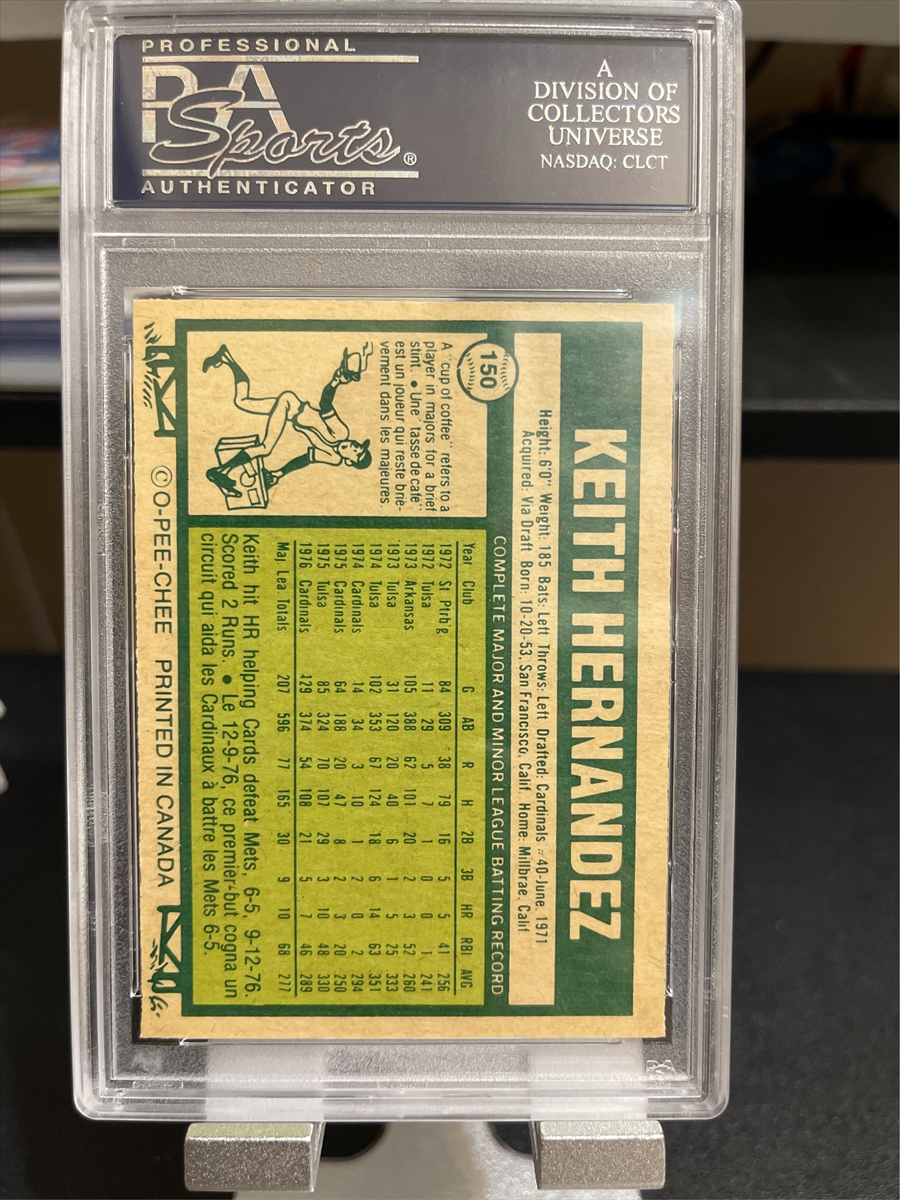 PROFESSIONAL
PSA
Sports®
AUTHENTICATOR
A
DIVISION OF
COLLECTORS
UNIVERSE
NASDAQ: CLCT
150
KEITH HERNANDEZ
Height: 6'0" Weight: 185 Bats: Left Throws: Left Drafted: Cardinals #40-June, 1971
Acquired: Via Draft Born: 10-20-53, San Francisco, Calif. Home: Millbrae, Calif
A "cup of coffee" refers to a
player in majors for a brief
stint. • Une "tasse de café"
est un joueur qui reste briè-
vement dans les majeures.
COMPLETE MAJOR AND MINOR LEAGUE BATTING RECORD
Year Club G AB R H 2B 3B HR RBI AVG
1972 St. Ptrb'g. 84 309 38 79 16 5 5 41 256
1972 Tulsa 11 29 5 7 1 0 0 1 241
1973 Arkansas 105 388 62 101 20 2 3 52 260
1973 Tulsa 31 120 20 40 6 1 5 25 333
1974 Tulsa 102 353 67 124 18 6 14 63 351
1974 Cardinals 14 34 3 10 1 2 0 2 294
1975 Cardinals 64 188 20 47 8 2 3 20 250
1975 Tulsa 85 324 70 107 29 3 10 48 330
1976 Cardinals 129 374 54 108 21 5 7 46 289
Maj. Lea. Totals 207 596 77 165 30 9 10 68 277
Keith hit HR helping Cards defeat Mets, 6-5, 9-12-76.
Scored 2 Runs. • Le 12-9-76, ce premier-but cogna un
circuit qui aida les Cardinaux à battre les Mets 6-5.
©O-PEE-CHEE PRINTED IN CANADA
PSA